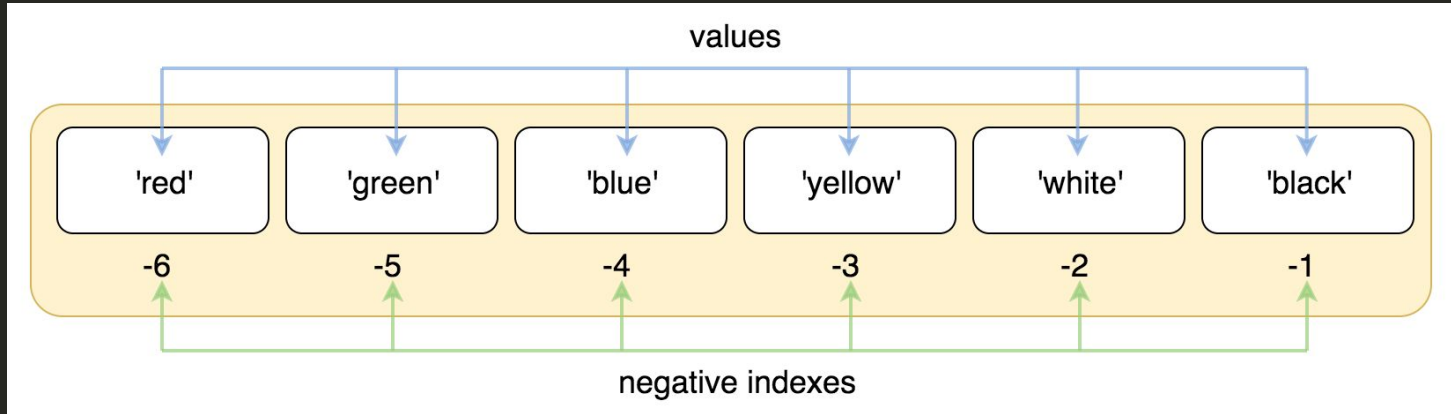 values
'red' 'green' 'blue' 'yellow' 'white' 'black'
-6 -5 -4 -3 -2 -1
negative indexes